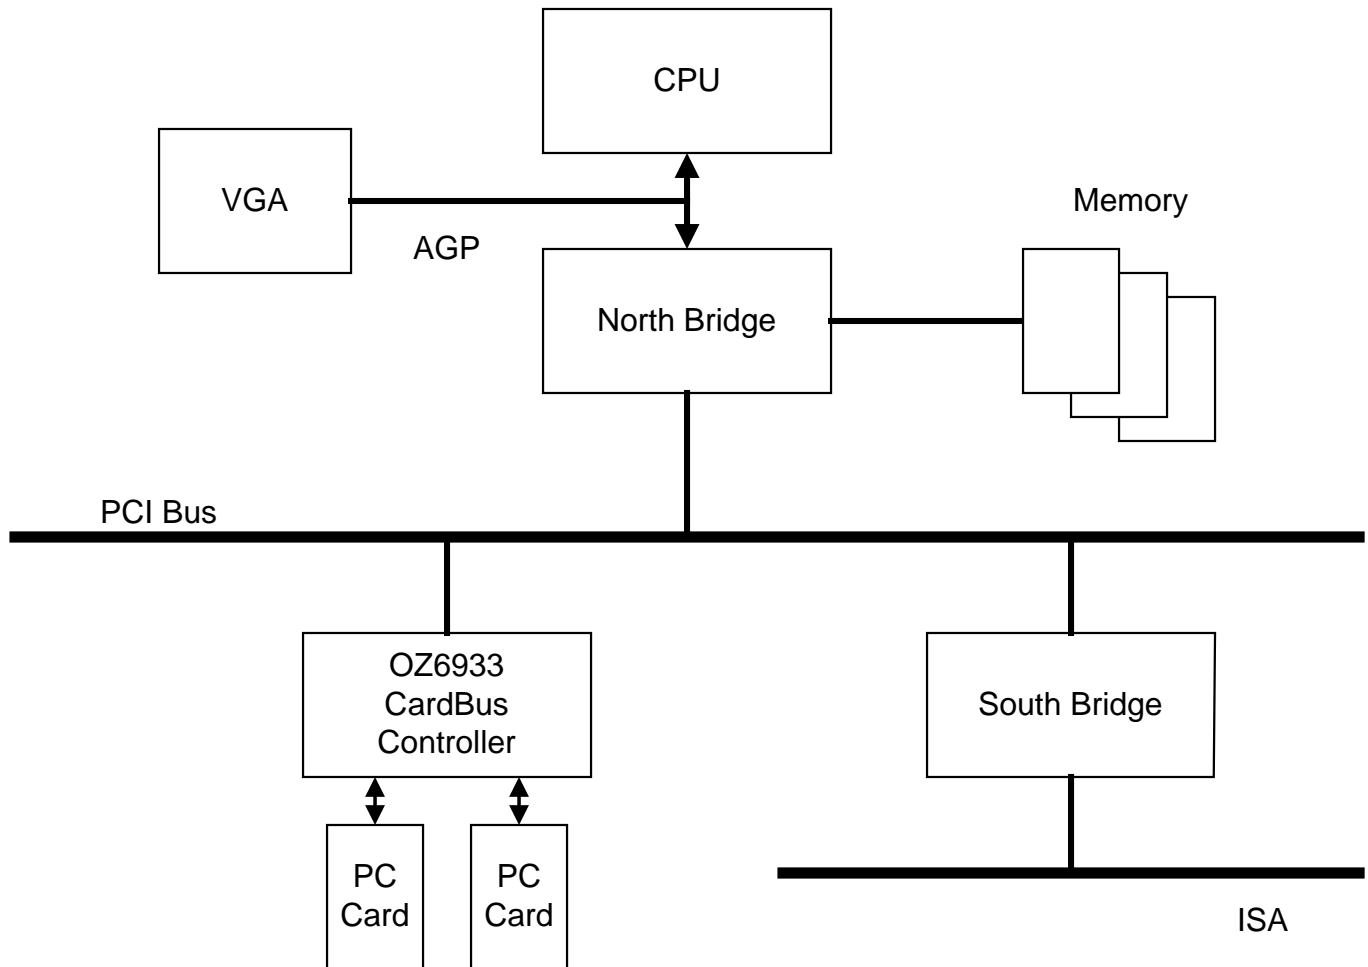 CPU
VGA
Memory
AGP
North Bridge
PCI Bus
OZ6933
CardBus
Controller
South Bridge
PC
Card
PC
Card
ISA